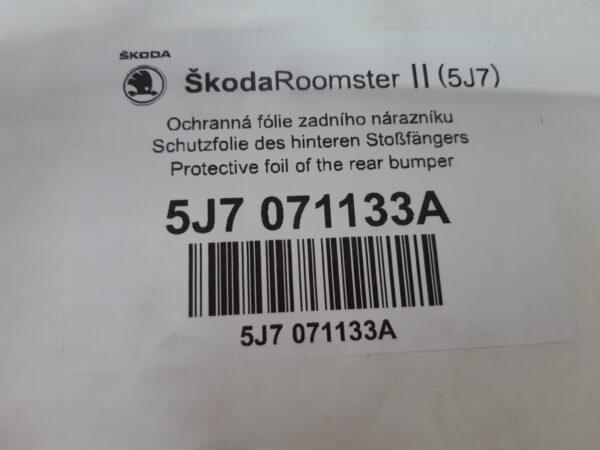 ŠKODA
ŠkodaRoomster II (5J7)
Ochranná fólie zadního nárazníku
Schutzfolie des hinteren Stoßfängers
Protective foil of the rear bumper
5J7 071133A
5J7 071133A